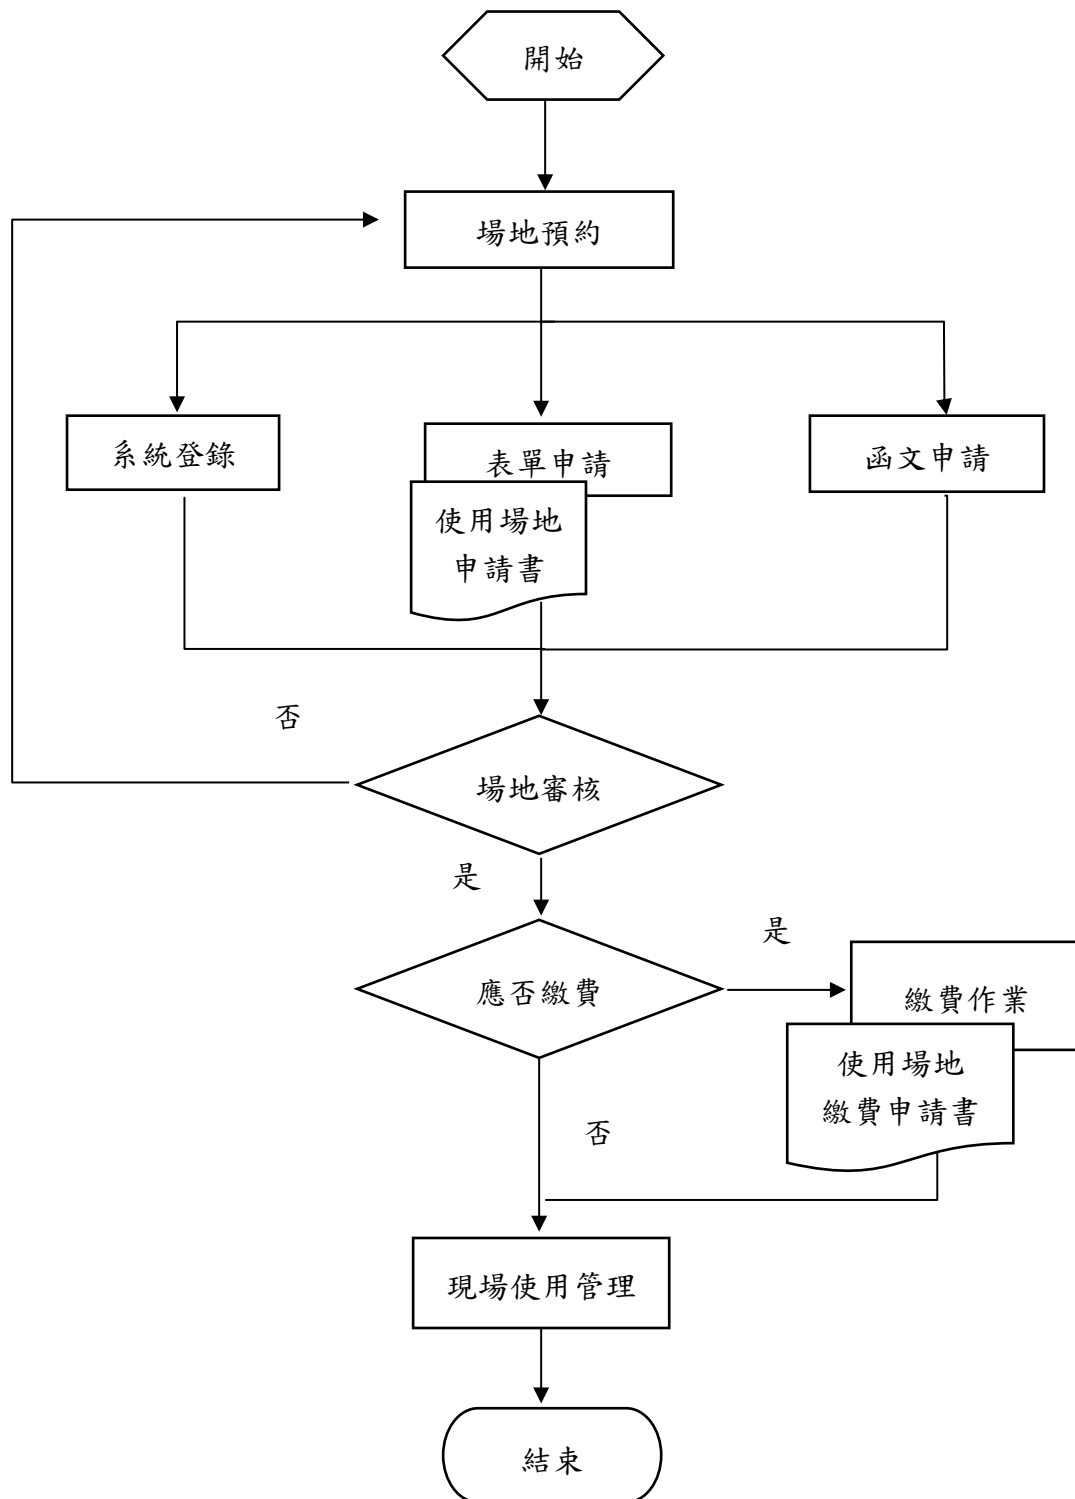 開始
場地預約
系統登錄
表單申請
函文申請
使用場地
申請書
否
場地審核
是
是
應否繳費
繳費作業
使用場地
繳費申請書
否
現場使用管理
結束